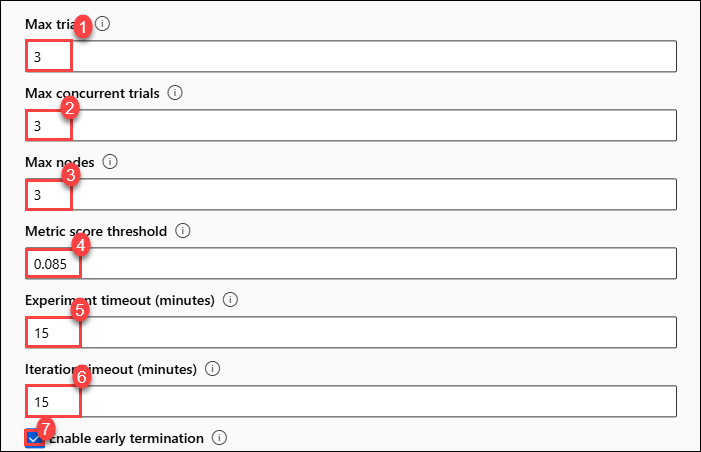 Max tria 1
3
Max concurrent trials
2
3
Max nodes
3
3
Metric score threshold
4
0.085
Experiment timeout (minutes)
5
15
Iteration timeout (minutes)
6
15
7 Enable early termination